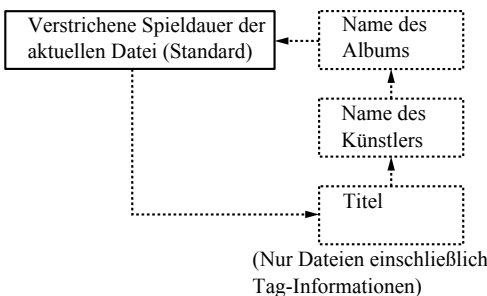 Verstrichene Spieldauer der
aktuellen Datei (Standard)
Name des
Albums
Name des
Künstlers
Titel
(Nur Dateien einschließlich
Tag-Informationen)